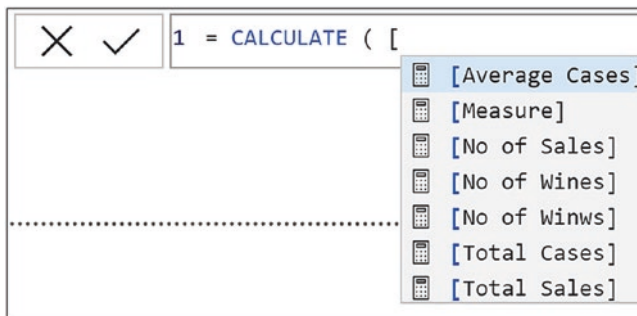 1 = CALCULATE ( [
[Average Cases]
[Measure]
[No of Sales]
[No of Wines]
[No of Winws]
[Total Cases]
[Total Sales]